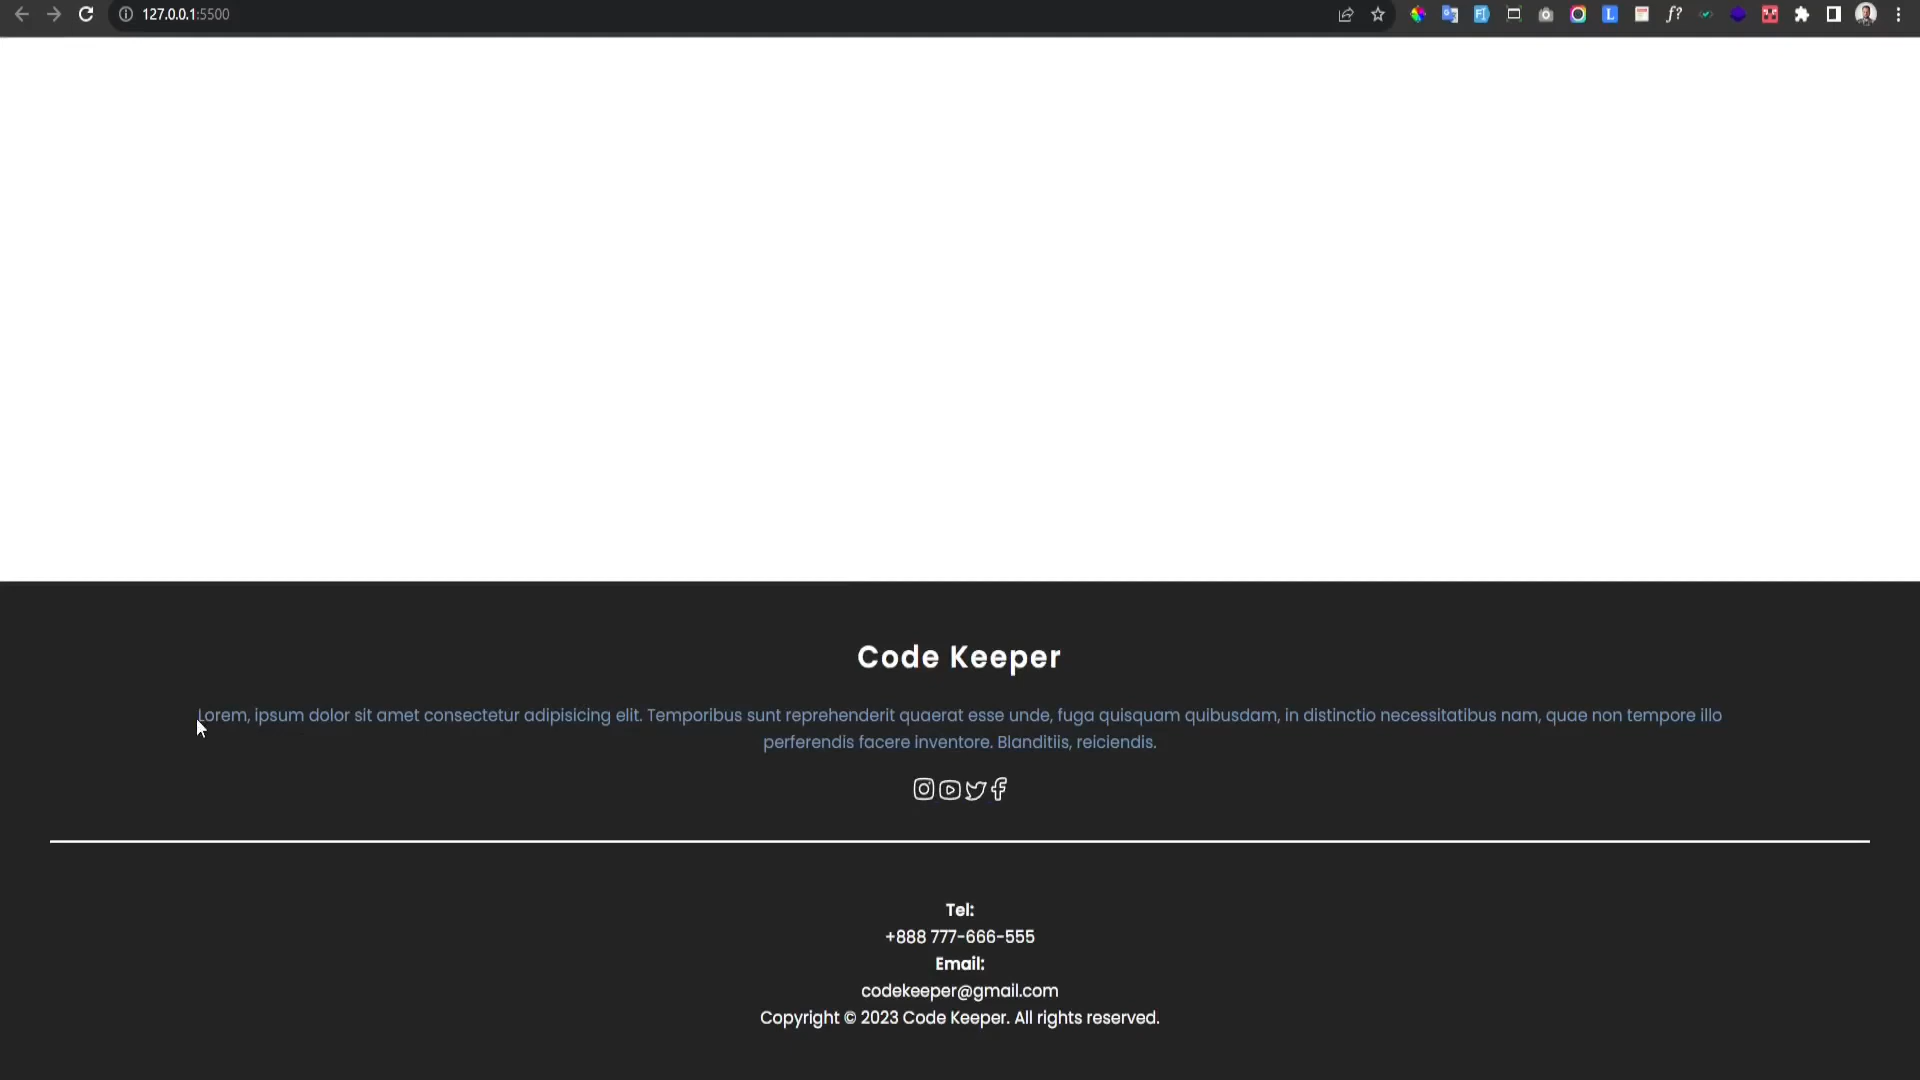 127.0.0.1:5500
Code Keeper
Lorem, ipsum dolor sit amet consectetur adipisicing elit. Temporibus sunt reprehenderit quaerat esse unde, fuga quisquam quibusdam, in distinctio necessitatibus nam, quae non tempore illo
perferendis facere inventore. Blanditiis, reiciendis.
Tel:
+888 777-666-555
Email:
codekeeper@gmail.com
Copyright © 2023 Code Keeper. All rights reserved.